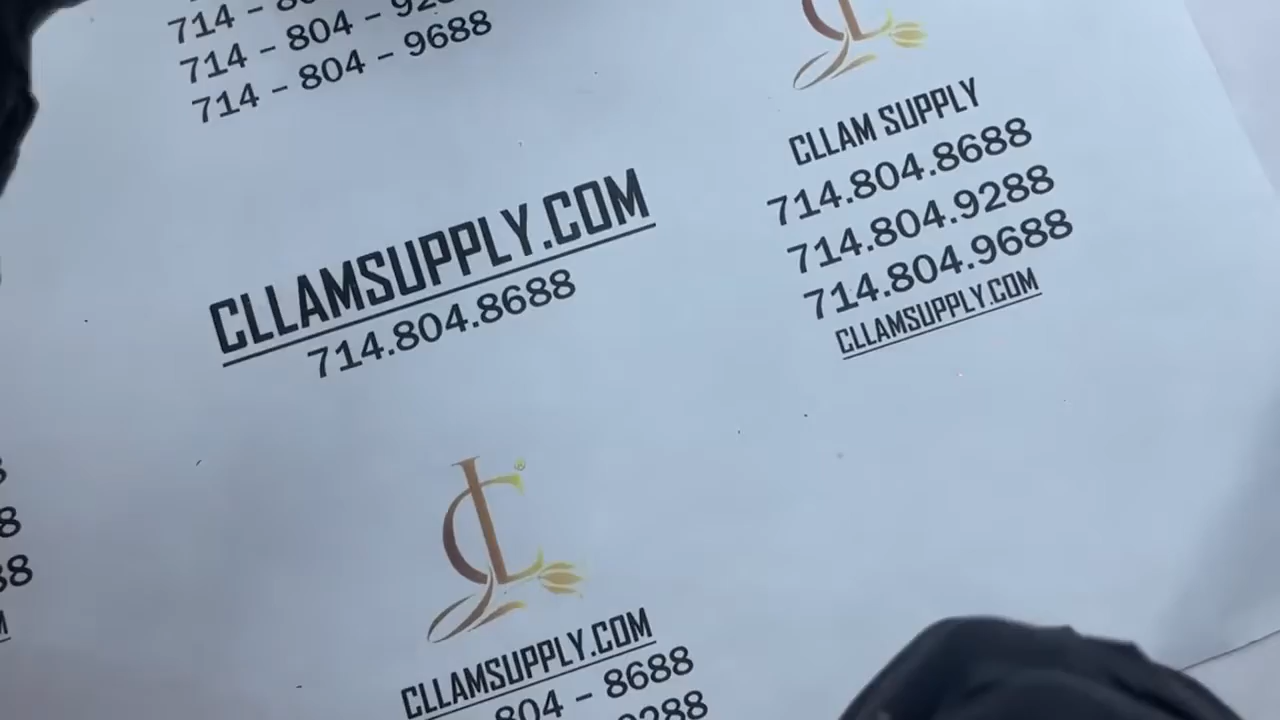 714 - 804 - 9688
CLLAMSUPPLY.COM
714.804.8688
CLLAM SUPPLY
714.804.8688
714.804.9288
714.804.9688
CLLAMSUPPLY.COM
CLLAMSUPPLY.COM
804 - 8688